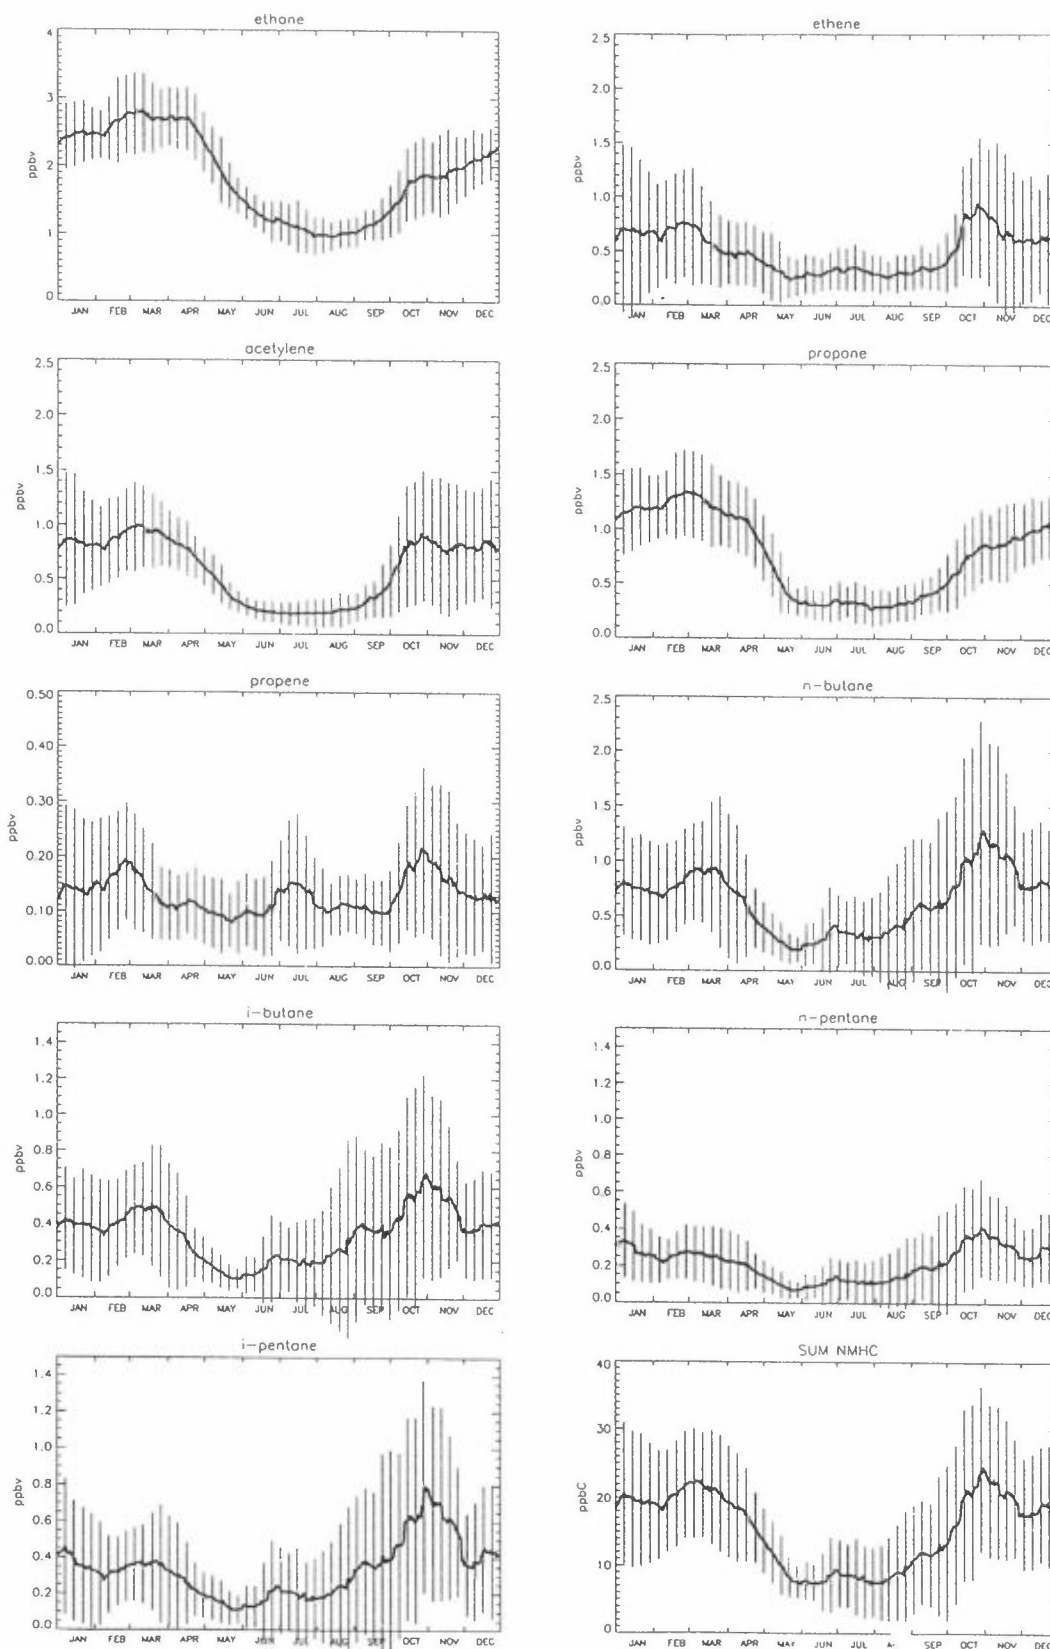 ethane
4
3
2
1
0
ppbv
JAN FEB MAR APR MAY JUN JUL AUG SEP OCT NOV DEC
ethene
2.5
2.0
1.5
1.0
0.5
0.0
ppbv
JAN FEB MAR APR MAY JUN JUL AUG SEP OCT NOV DEC
acetylene
2.5
2.0
1.5
1.0
0.5
0.0
ppbv
JAN FEB MAR APR MAY JUN JUL AUG SEP OCT NOV DEC
propane
2.5
2.0
1.5
1.0
0.5
0.0
ppbv
JAN FEB MAR APR MAY JUN JUL AUG SEP OCT NOV DEC
propene
0.50
0.40
0.30
0.20
0.10
0.00
ppbv
JAN FEB MAR APR MAY JUN JUL AUG SEP OCT NOV DEC
n-butane
2.5
2.0
1.5
1.0
0.5
0.0
ppbv
JAN FEB MAR APR MAY JUN JUL AUG SEP OCT NOV DEC
i-butane
1.4
1.2
1.0
0.8
0.6
0.4
0.2
0.0
ppbv
JAN FEB MAR APR MAY JUN JUL AUG SEP OCT NOV DEC
n-pentane
1.4
1.2
1.0
0.8
0.6
0.4
0.2
0.0
ppbv
JAN FEB MAR APR MAY JUN JUL AUG SEP OCT NOV DEC
i-pentane
1.4
1.2
1.0
0.8
0.6
0.4
0.2
0.0
ppbv
JAN FEB MAR APR MAY JUN JUL AUG SEP OCT NOV DEC
SUM NMHC
40
30
20
10
0
ppbC
JAN FEB MAR APR MAY JUN JUL SEP OCT NOV